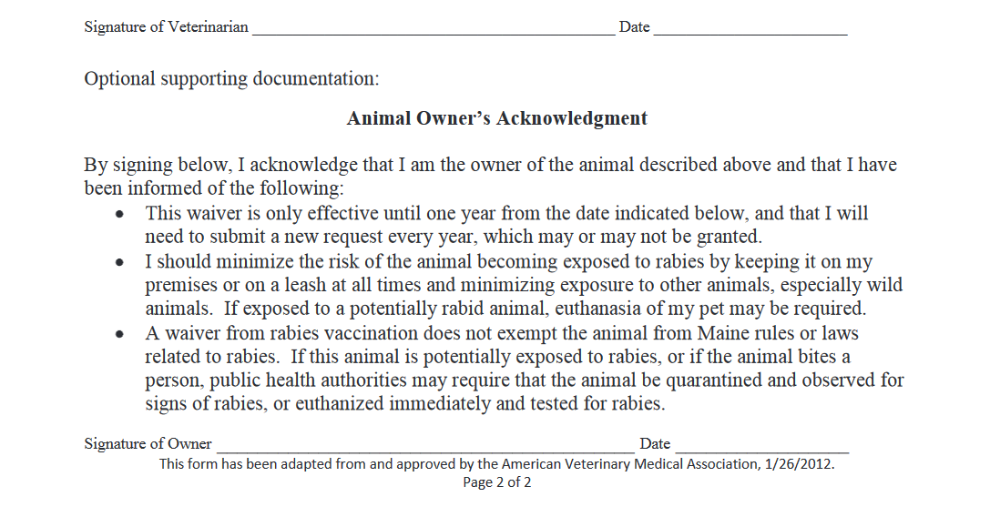 Signature of Veterinarian ________________________________________ Date ______________________
Optional supporting documentation:
Animal Owner’s Acknowledgment
By signing below, I acknowledge that I am the owner of the animal described above and that I have
been informed of the following:
• This waiver is only effective until one year from the date indicated below, and that I will
need to submit a new request every year, which may or may not be granted.
• I should minimize the risk of the animal becoming exposed to rabies by keeping it on my
premises or on a leash at all times and minimizing exposure to other animals, especially wild
animals.  If exposed to a potentially rabid animal, euthanasia of my pet may be required.
• A waiver from rabies vaccination does not exempt the animal from Maine rules or laws
related to rabies.  If this animal is potentially exposed to rabies, or if the animal bites a
person, public health authorities may require that the animal be quarantined and observed for
signs of rabies, or euthanized immediately and tested for rabies.
Signature of Owner ______________________________________________ Date ____________________
This form has been adapted from and approved by the American Veterinary Medical Association, 1/26/2012.
Page 2 of 2